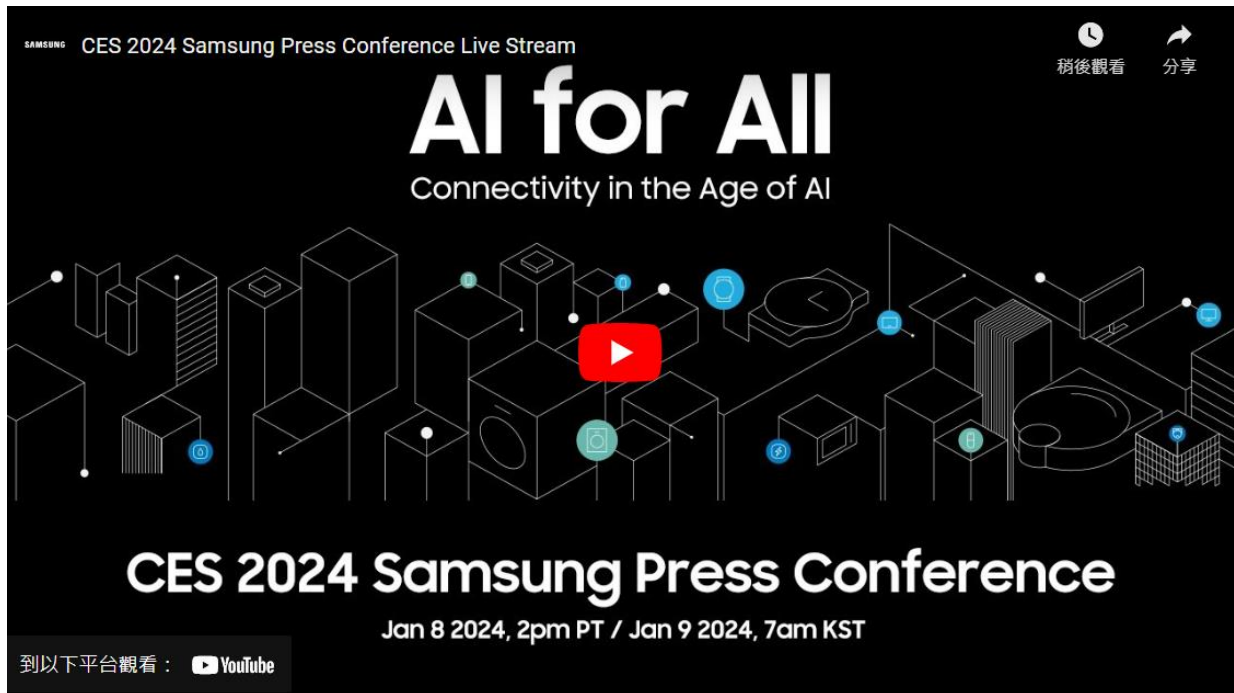 SAMSUNG CES 2024 Samsung Press Conference Live Stream
稍後觀看 分享
AI for All
Connectivity in the Age of AI
CES 2024 Samsung Press Conference
Jan 8 2024, 2pm PT / Jan 9 2024, 7am KST
到以下平台觀看： YouTube